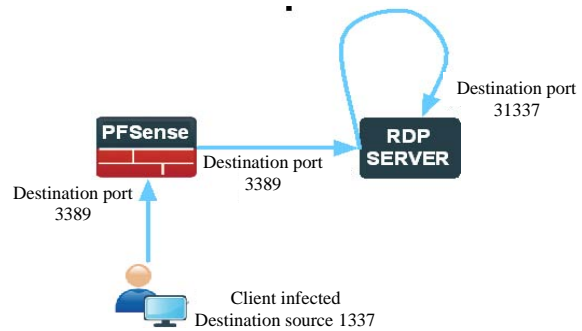 Destination port
31337
PFSense
RDP
SERVER
Destination port
3389
Destination port
3389
Client infected
Destination source 1337